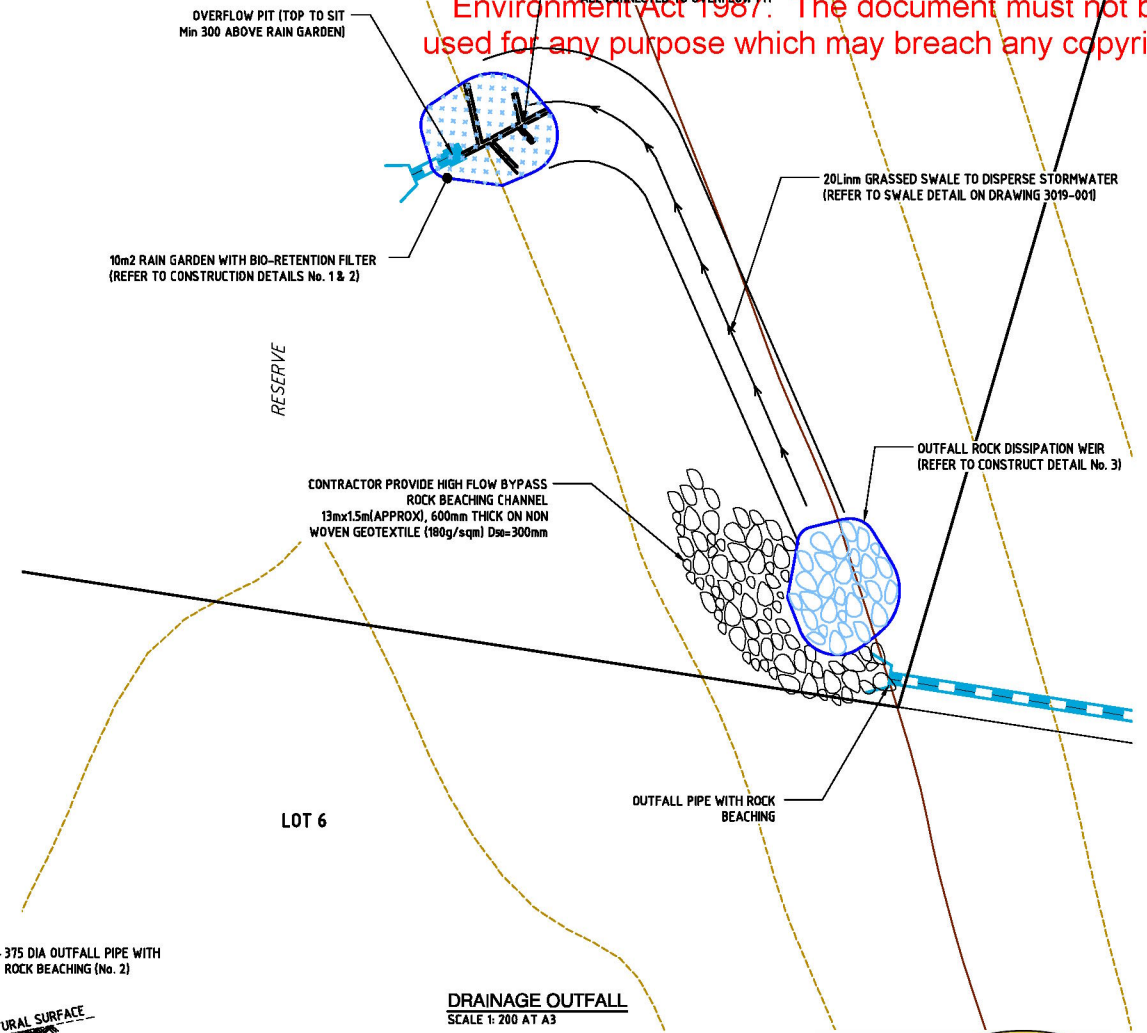 Environment Act 1987. The document must not b
used for any purpose which may breach any copyri
OVERFLOW PIT (TOP TO SIT
Min 300 ABOVE RAIN GARDEN)
20Linm GRASSED SWALE TO DISPERSE STORMWATER
(REFER TO SWALE DETAIL ON DRAWING 3019-001)
10m2 RAIN GARDEN WITH BIO-RETENTION FILTER
(REFER TO CONSTRUCTION DETAILS No. 1 & 2)
RESERVE
OUTFALL ROCK DISSIPATION WEIR
(REFER TO CONSTRUCT DETAIL No. 3)
CONTRACTOR PROVIDE HIGH FLOW BYPASS
ROCK BEACHING CHANNEL
13mx1.5m(APPROX), 600mm THICK ON NON
WOVEN GEOTEXTILE (180g/sqm) D50=300mm
OUTFALL PIPE WITH ROCK
BEACHING
LOT 6
375 DIA OUTFALL PIPE WITH
ROCK BEACHING (No. 2)
URAL SURFACE
DRAINAGE OUTFALL
SCALE 1: 200 AT A3